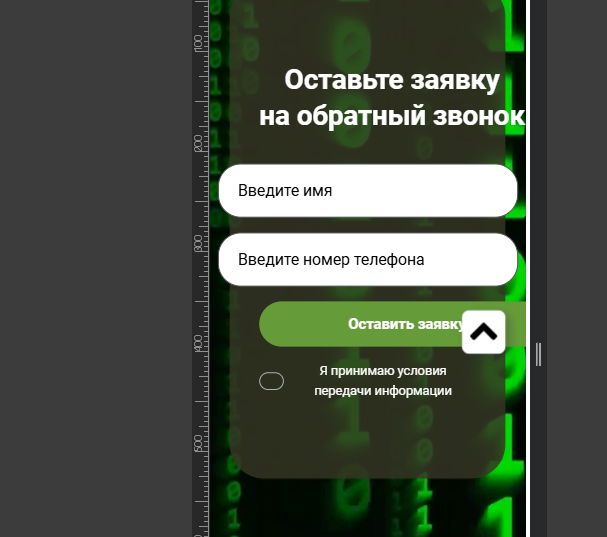 Оставьте заявку
на обратный звонок
Введите имя
Введите номер телефона
Оставить заявку
Я принимаю условия
передачи информации
100
200
300
400
500